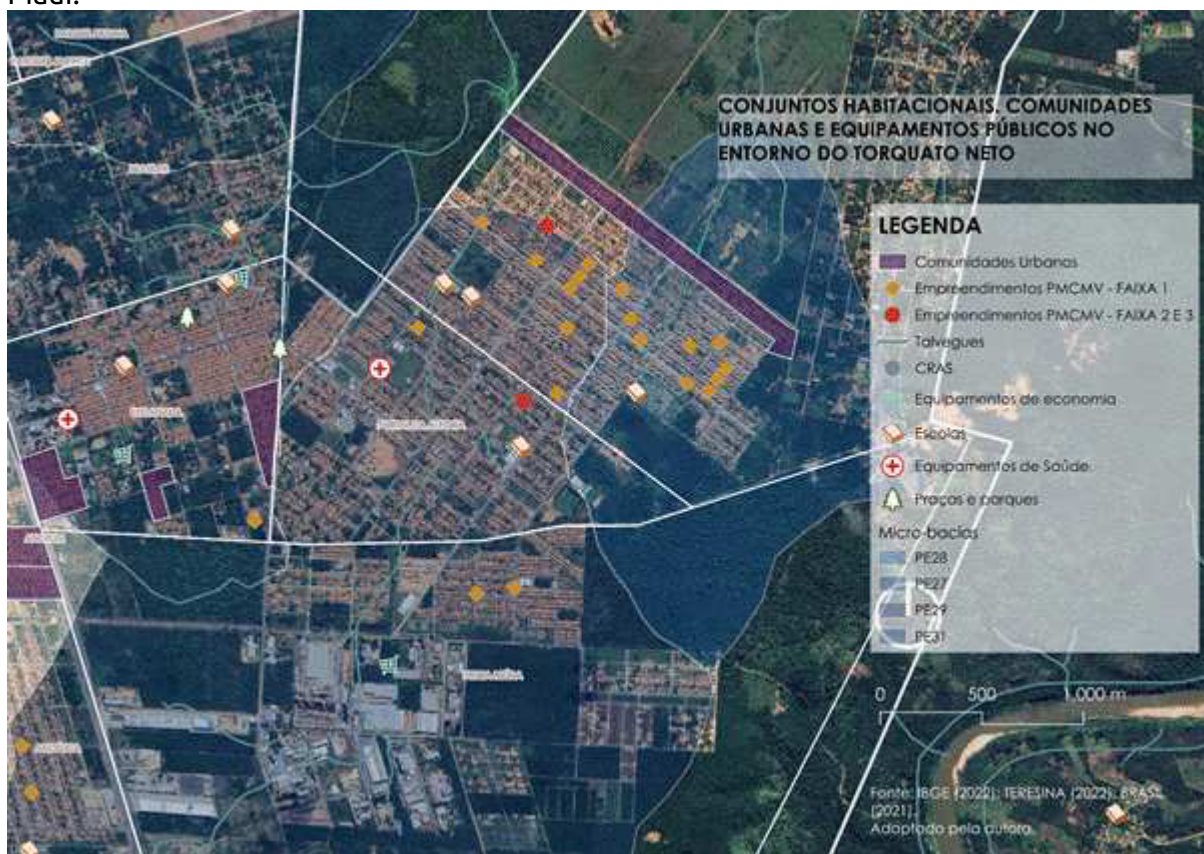 CONJUNTOS HABITACIONAIS, COMUNIDADES
URBANAS E EQUIPAMENTOS PÚBLICOS NO
ENTORNO DO TORQUATO NETO
LEGENDA
Comunidades Urbanas
Empreendimentos PMCMV - FAIXA 1
Empreendimentos PMCMV - FAIXA 2 E 3
Talvegues
CRAS
Equipamentos de economia
Escolas
Equipamentos de Saúde
Praças e parques
Micro-bacias
PE28
PE27
PE29
PE31
0 500 1.000 m
Fonte: IBGE (2022); TERESINA (2022); BRASIL
(2021).
Adaptado pela autora.